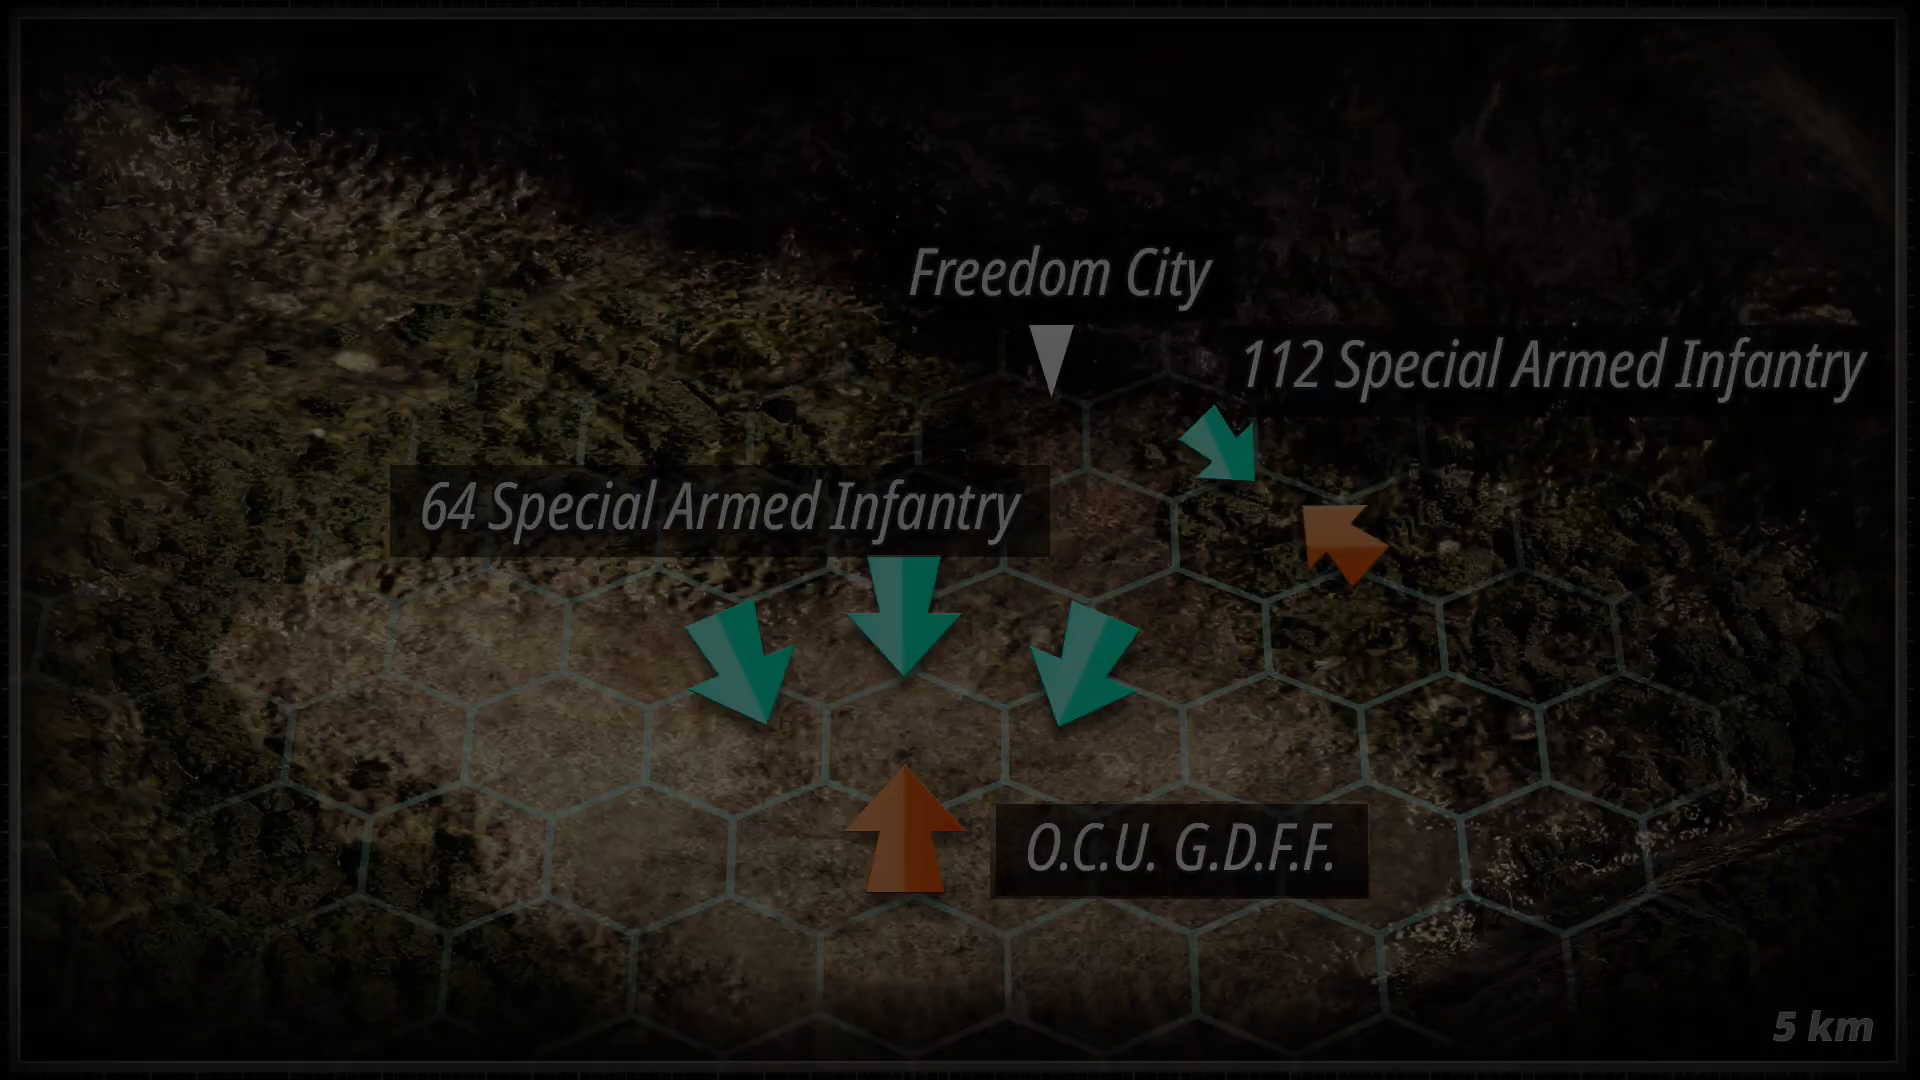 Freedom City
112 Special Armed Infantry
64 Special Armed Infantry
O.C.U. G.D.F.F.
5 km